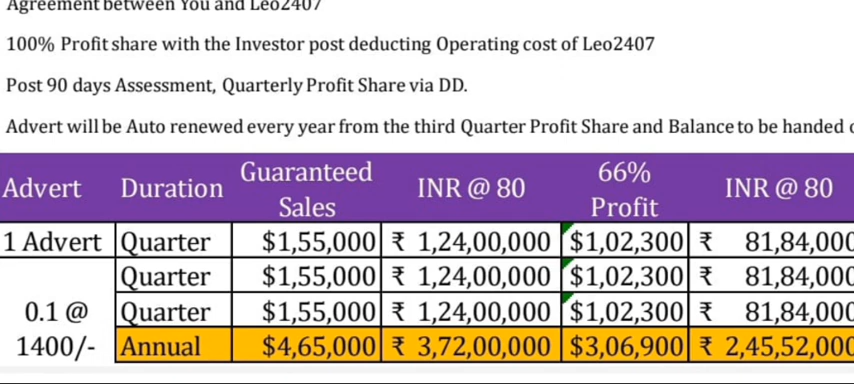 Agreement between You and Leo2407
100% Profit share with the Investor post deducting Operating cost of Leo2407
Post 90 days Assessment, Quarterly Profit Share via DD.
Advert will be Auto renewed every year from the third Quarter Profit Share and Balance to be handed
Advert Duration Guaranteed Sales INR @ 80 66% Profit INR @ 80
1 Advert Quarter $1,55,000 ₹ 1,24,00,000 $1,02,300 ₹ 81,84,000
Quarter $1,55,000 ₹ 1,24,00,000 $1,02,300 ₹ 81,84,000
0.1 @ Quarter $1,55,000 ₹ 1,24,00,000 $1,02,300 ₹ 81,84,000
1400/- Annual $4,65,000 ₹ 3,72,00,000 $3,06,900 ₹ 2,45,52,000